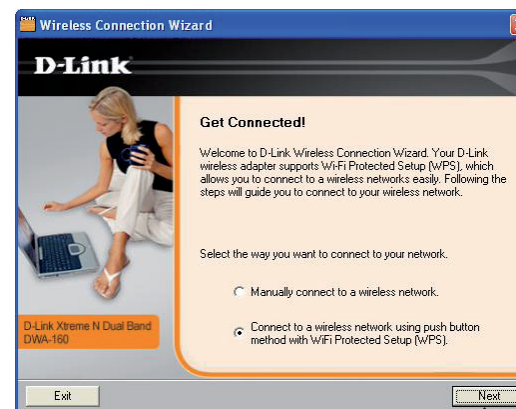 Wireless Connection Wizard
D-Link
Get Connected!
Welcome to D-Link Wireless Connection Wizard. Your D-Link
wireless adapter supports Wi-Fi Protected Setup (WPS), which
allows you to connect to a wireless networks easily. Following the
steps will guide you to connect to your wireless network.
Select the way you want to connect to your network.
Manually connect to a wireless network.
Connect to a wireless network using push button
method with WiFi Protected Setup (WPS).
D-Link Xtreme N Dual Band
DWA-160
Exit
Next